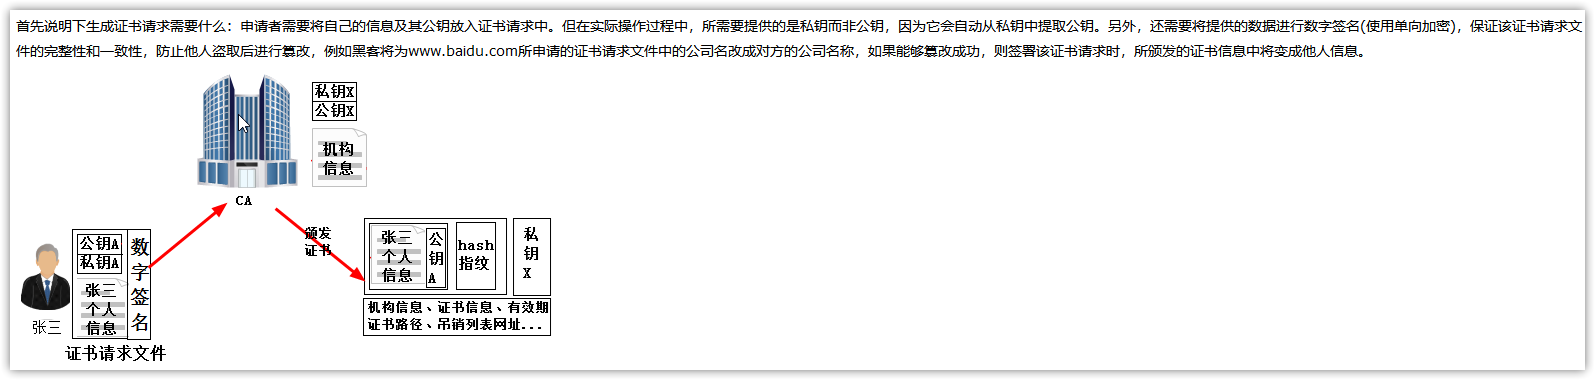 首先说明下生成证书请求需要什么：申请者需要将自己的信息及其公钥放入证书请求中。但在实际操作过程中，所需要提供的是私钥而非公钥，因为它会自动从私钥中提取公钥。另外，还需要将提供的数据进行数字签名(使用单向加密)，保证该证书请求文
件的完整性和一致性，防止他人盗取后进行篡改，例如黑客将为www.baidu.com所申请的证书请求文件中的公司名改成对方的公司名称，如果能够篡改成功，则签署该证书请求时，所颁发的证书信息中将变成他人信息。
私钥X
公钥X
机构
信息
CA
颁发
证书
公钥A
私钥A
张三
个人
信息
数字签名
张三
证书请求文件
张三
个人
信息
公钥A
hash
指纹
私钥X
机构信息、证书信息、有效期
证书路径、吊销列表网址...